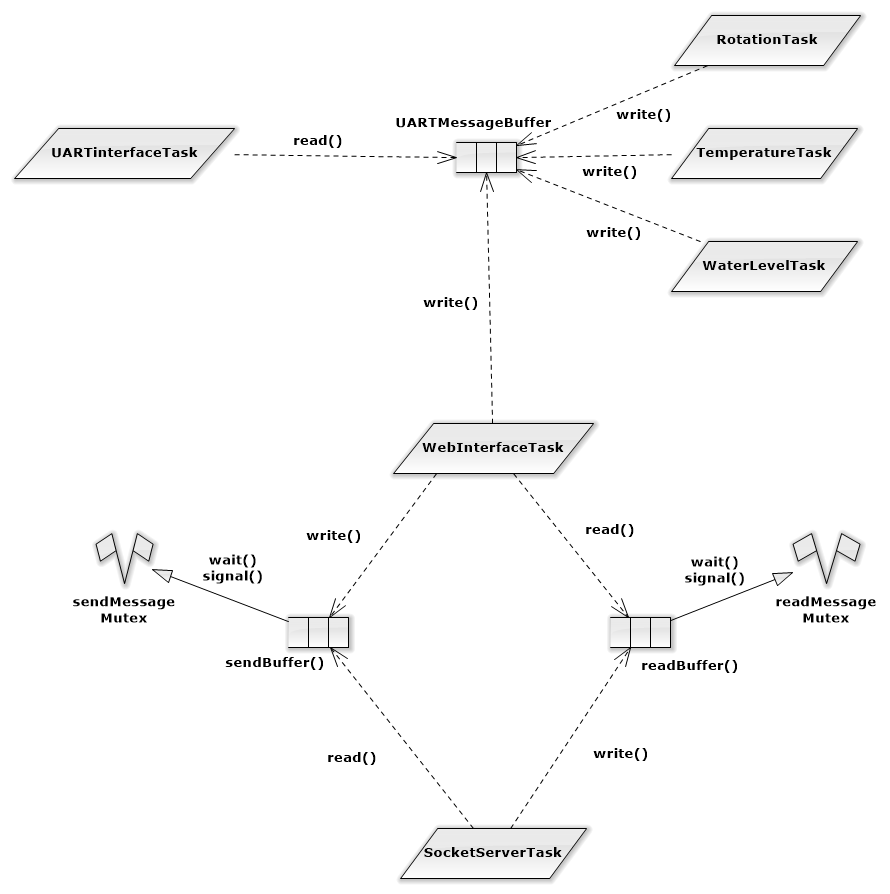 RotationTask
write()
UARTMessageBuffer
read()
UARTinterfaceTask
TemperatureTask
write()
write()
WaterLevelTask
write()
WebInterfaceTask
write()
read()
wait()
signal()
wait()
signal()
sendMessage
Mutex
readMessage
Mutex
sendBuffer()
readBuffer()
read()
write()
SocketServerTask